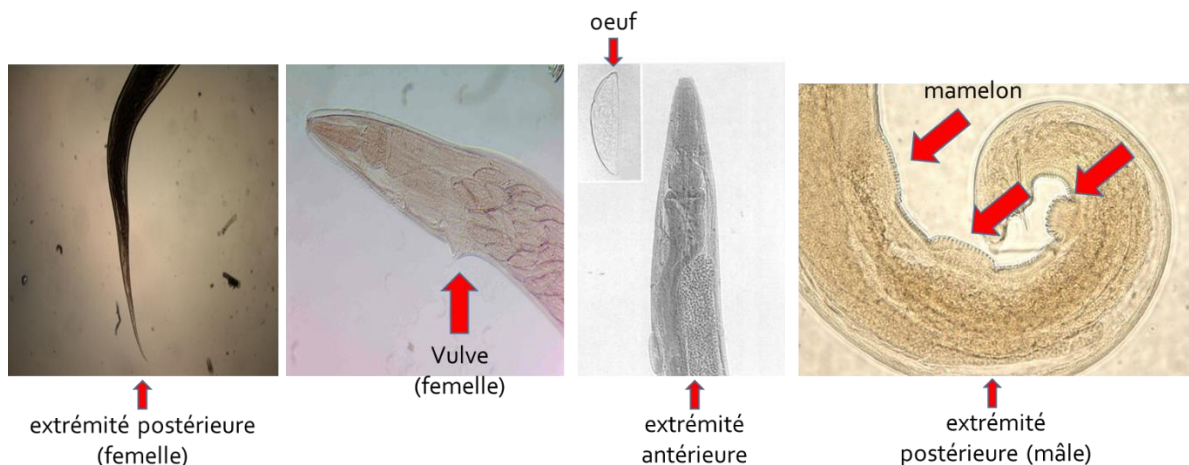 oeuf
mamelon
Vulve
(femelle)
extrémité postérieure
(femelle)
extrémité
antérieure
extrémité
postérieure (mâle)